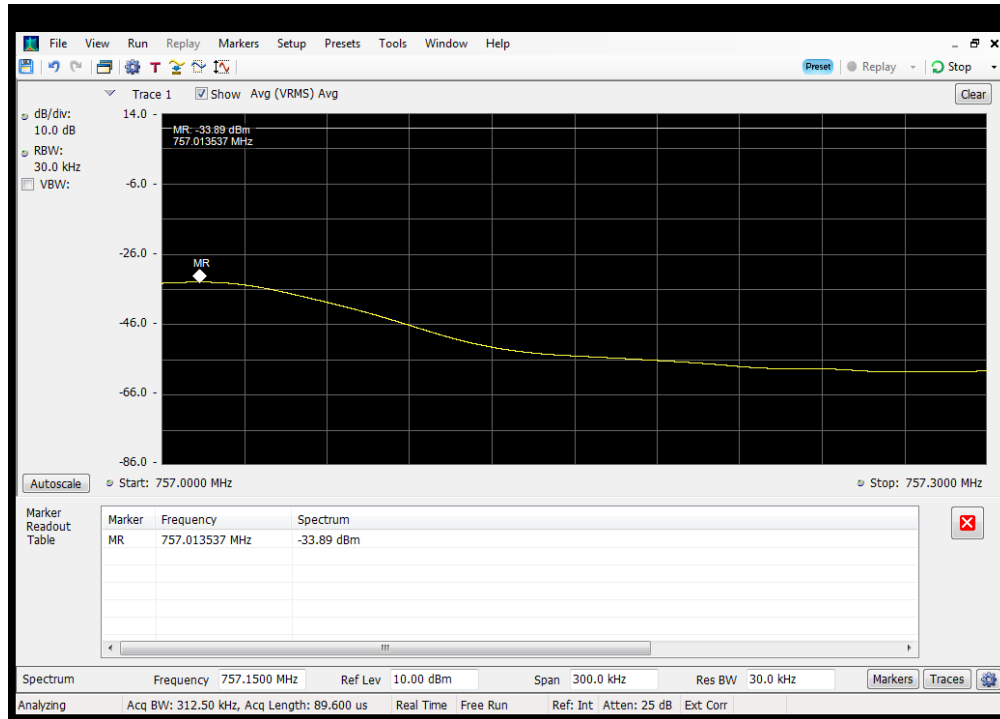 File View Run Replay Markers Setup Presets Tools Window Help
T Preset Replay Stop
Trace 1 Show Avg (VRMS) Avg Clear
dB/div:
10.0 dB
RBW:
30.0 kHz
VBW:
14.0 -
-6.0 -
-26.0 -
-46.0 -
-66.0 -
-86.0 -
MR: -33.89 dBm
757.013537 MHz
MR
Autoscale Start: 757.0000 MHz Stop: 757.3000 MHz
Marker
Readout
Table
Marker Frequency Spectrum
MR 757.013537 MHz -33.89 dBm
Spectrum Frequency 757.1500 MHz Ref Lev 10.00 dBm Span 300.0 kHz Res BW 30.0 kHz Markers Traces
Analyzing Acq BW: 312.50 kHz, Acq Length: 89.600 us Real Time Free Run Ref: Int Atten: 25 dB Ext Corr